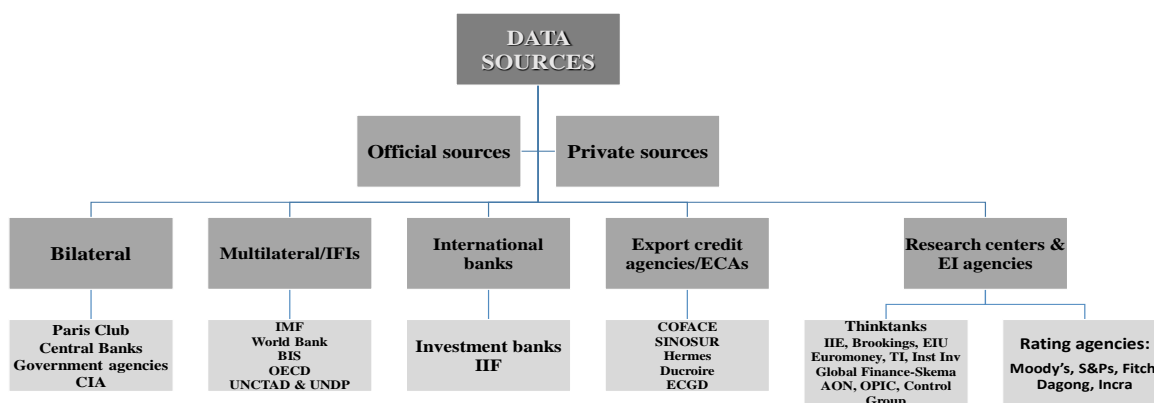 DATA
SOURCES
Official sources
Private sources
Bilateral
Multilateral/IFIs
International
banks
Export credit
agencies/ECAs
Research centers &
EI agencies
Paris Club
Central Banks
Government agencies
CIA
IMF
World Bank
BIS
OECD
UNCTAD & UNDP
Investment banks
IIF
COFACE
SINOSUR
Hermes
Ducroire
ECGD
Thinktanks
IIE, Brookings, EIU
Euromoney, TI, Inst Inv
Global Finance-Skema
AON, OPIC, Control
Group
Rating agencies:
Moody's, S&Ps, Fitch
Dagong, Incra